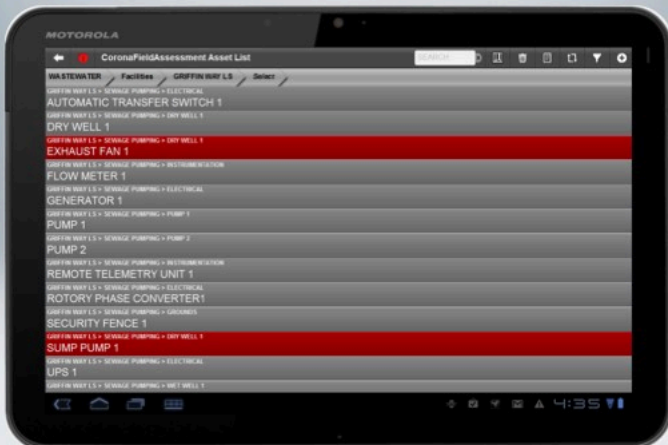 MOTOROLA
CoronaFieldAssessment Asset List
SEARCH
WASTEWATER Facilities GRIFFIN WAY LS Select
GRIFFIN WAY LS > SEWAGE PUMPING > ELECTRICAL
AUTOMATIC TRANSFER SWITCH 1
GRIFFIN WAY LS > SEWAGE PUMPING > DRY WELL 1
DRY WELL 1
GRIFFIN WAY LS > SEWAGE PUMPING > DRY WELL 1
EXHAUST FAN 1
GRIFFIN WAY LS > SEWAGE PUMPING > INSTRUMENTATION
FLOW METER 1
GRIFFIN WAY LS > SEWAGE PUMPING > ELECTRICAL
GENERATOR 1
GRIFFIN WAY LS > SEWAGE PUMPING > PUMP 1
PUMP 1
GRIFFIN WAY LS > SEWAGE PUMPING > PUMP 2
PUMP 2
GRIFFIN WAY LS > SEWAGE PUMPING > INSTRUMENTATION
REMOTE TELEMETRY UNIT 1
GRIFFIN WAY LS > SEWAGE PUMPING > ELECTRICAL
ROTORY PHASE CONVERTER1
GRIFFIN WAY LS > SEWAGE PUMPING > GROUNDS
SECURITY FENCE 1
GRIFFIN WAY LS > SEWAGE PUMPING > DRY WELL 1
SUMP PUMP 1
GRIFFIN WAY LS > SEWAGE PUMPING > ELECTRICAL
UPS 1
GRIFFIN WAY LS > SEWAGE PUMPING > WET WELL 1
4:35